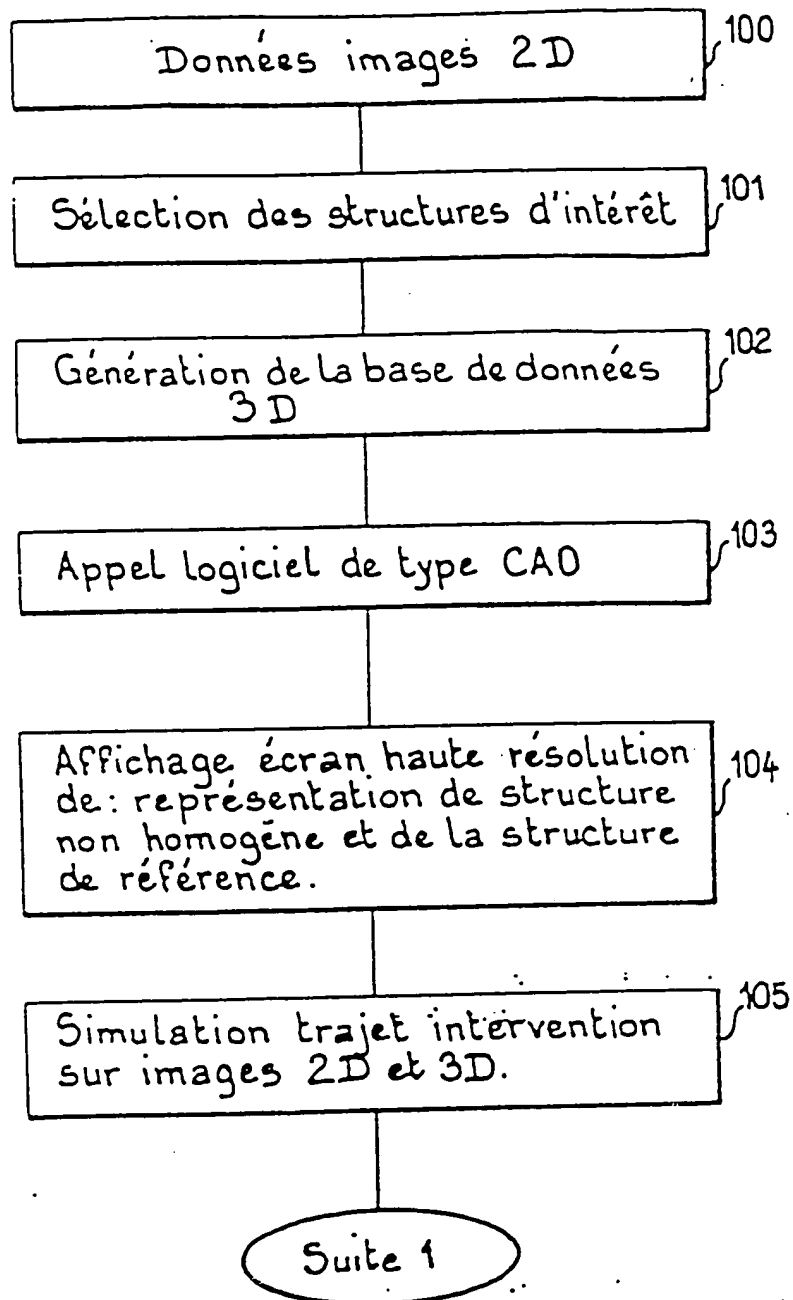 Données images 2D
100
Sélection des structures d'intérêt
101
Génération de la base de données
3D
102
Appel logiciel de type CAO
103
Affichage écran haute résolution
de : représentation de structure
non homogène et de la structure
de référence.
104
Simulation trajet intervention
sur images 2D et 3D.
105
Suite 1